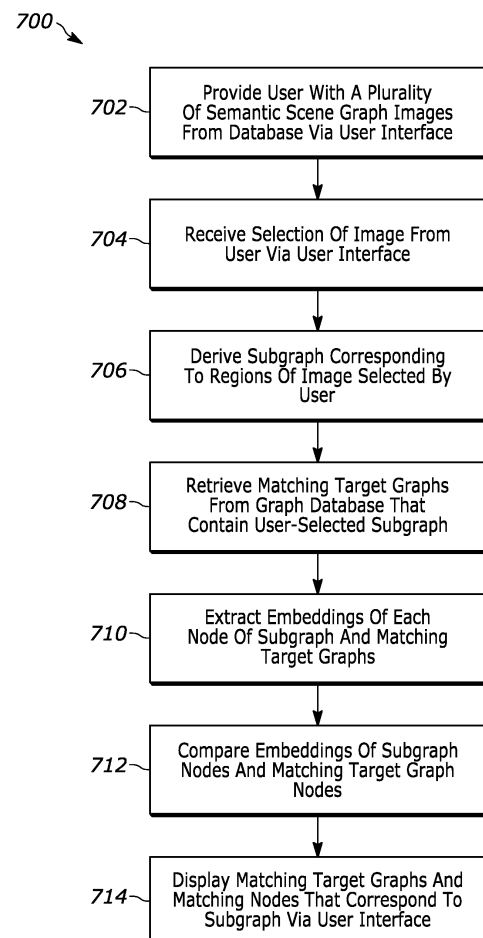 700
702
Provide User With A Plurality
Of Semantic Scene Graph Images
From Database Via User Interface
704
Receive Selection Of Image From
User Via User Interface
706
Derive Subgraph Corresponding
To Regions Of Image Selected By
User
708
Retrieve Matching Target Graphs
From Graph Database That
Contain User-Selected Subgraph
710
Extract Embeddings Of Each
Node Of Subgraph And Matching
Target Graphs
712
Compare Embeddings Of Subgraph
Nodes And Matching Target Graph
Nodes
714
Display Matching Target Graphs And
Matching Nodes That Correspond To
Subgraph Via User Interface